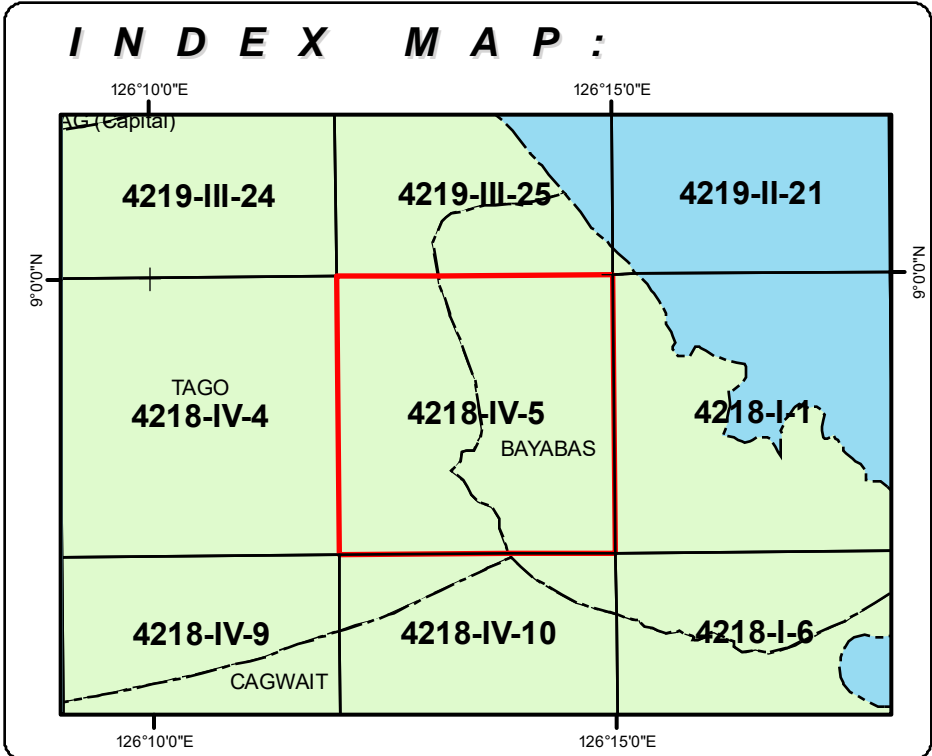 INDEX MAP:
126°10'0"E 126°15'0"E
AG (Capital)
4219-III-24 4219-III-25 4219-II-21
9°0'0"N 9°0'0"N
TAGO
4218-IV-4 4218-IV-5 4218-I-1
BAYABAS
4218-IV-9 4218-IV-10 4218-I-6
CAGWAIT
126°10'0"E 126°15'0"E